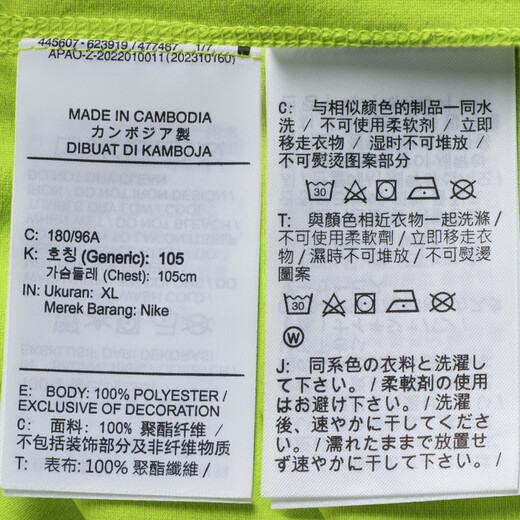 445607・623919 / 477467 1/7
APAO-Z-2022010011 (202310160)
MADE IN CAMBODIA
カンボジア製
DIBUAT DI KAMBOJA
C: 180/96A
K: 호칭 (Generic): 105
가슴둘레 (Chest): 105cm
IN: Ukuran: XL
Merek Barang: Nike
E: BODY: 100% POLYESTER /
EXCLUSIVE OF DECORATION
C: 面料: 100% 聚酯纤维 /
不包括装饰部分及非纤维物质
T: 表布: 100% 聚酯纖維 /
C: 与相似颜色的制品一同水
洗 / 不可使用柔软剂 / 立即
移走衣物 / 湿时不可堆放 /
不可熨烫图案部分
30
T: 與顏色相近衣物一起洗滌 /
不可使用柔軟劑 / 立即移走衣
物 / 濕時不可堆放 / 不可熨燙
圖案
30
W
J: 同系色の衣料と洗濯し
て下さい。/ 柔軟剤の使用
はお避け下さい。/ 洗濯
後、速やかに干してくださ
い。/ 濡れたままで放置せ
ず速やかに干して下さい。/